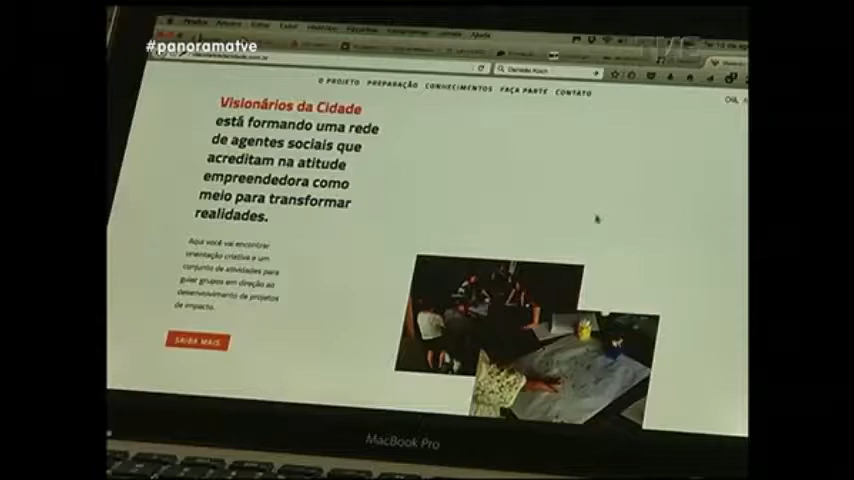 #panoramatve
TVE
O PROJETO PREPARAÇÃO CONHECIMENTOS FAÇA PARTE CONTATO
Olá,
Visionários da Cidade
está formando uma rede
de agentes sociais que
acreditam na atitude
empreendedora como
meio para transformar
realidades.
Aqui você vai encontrar
orientação criativa e um
conjunto de atividades para
guiar grupos em direção ao
desenvolvimento de projetos
de impacto.
SAIBA MAIS
MacBook Pro